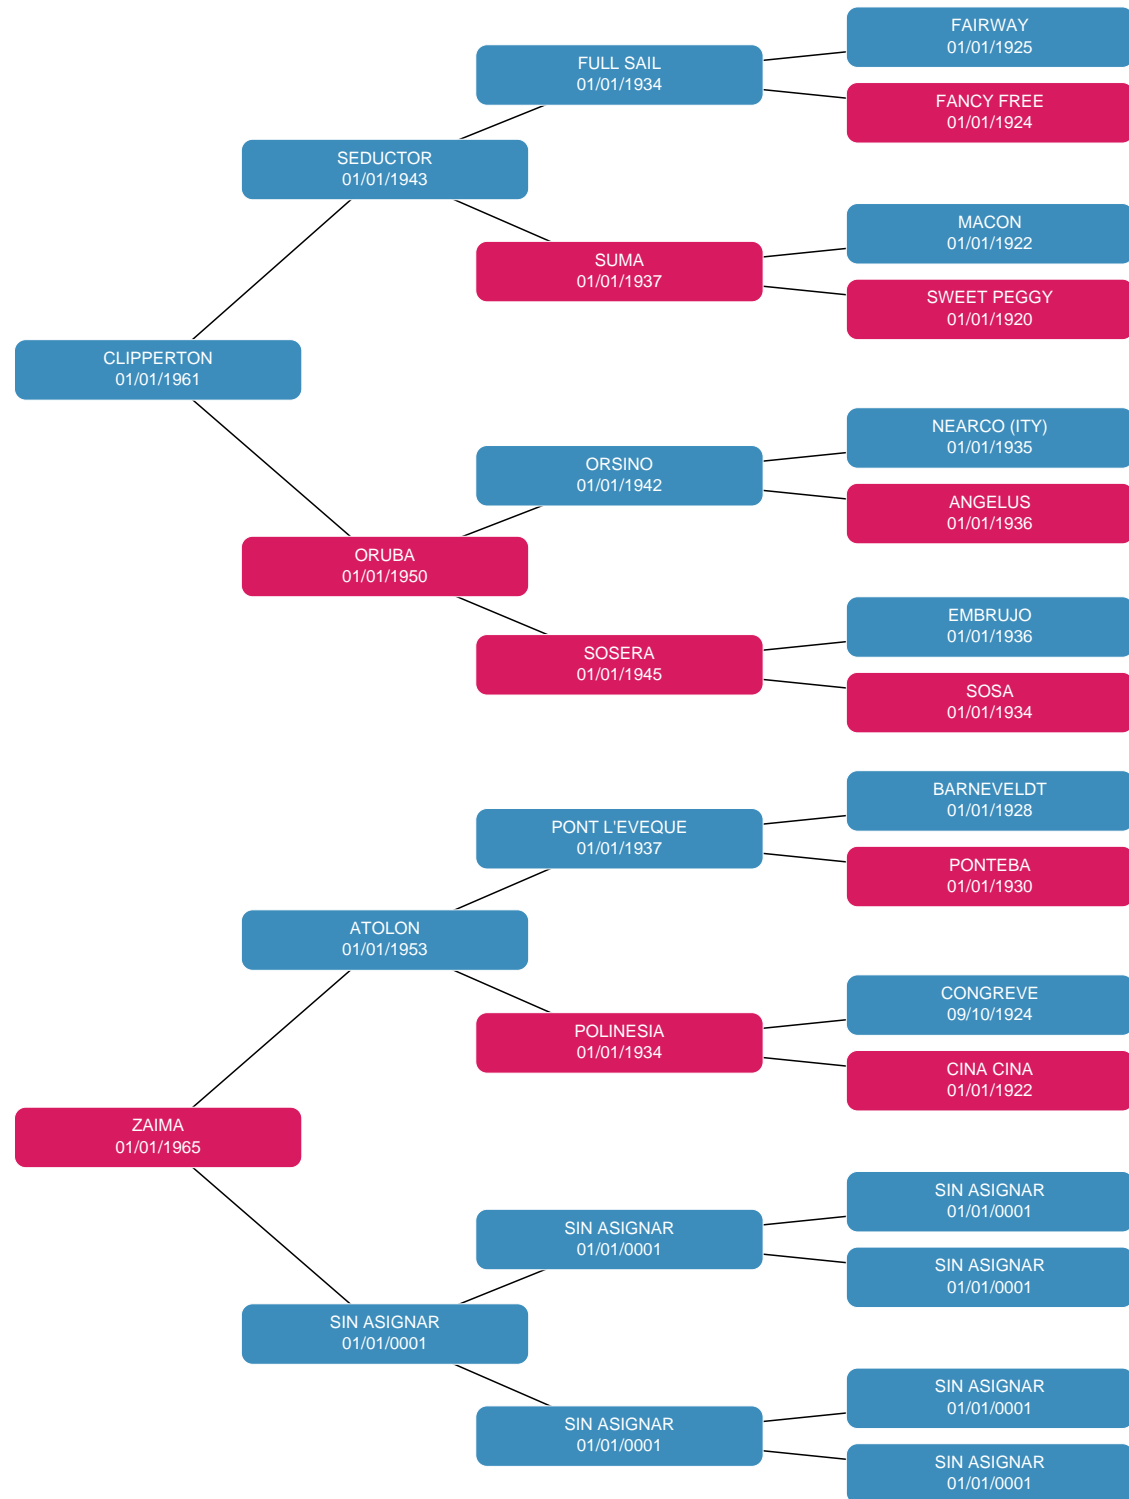 FAIRWAY
01/01/1925
FULL SAIL
01/01/1934
FANCY FREE
01/01/1924
SEDUCTOR
01/01/1943
MACON
01/01/1922
SUMA
01/01/1937
SWEET PEGGY
01/01/1920
CLIPPERTON
01/01/1961
NEARCO (ITY)
01/01/1935
ORSINO
01/01/1942
ANGELUS
01/01/1936
ORUBA
01/01/1950
EMBRUJO
01/01/1936
SOSERA
01/01/1945
SOSA
01/01/1934
BARNEVELDT
01/01/1928
PONT L'EVEQUE
01/01/1937
PONTEBA
01/01/1930
ATOLON
01/01/1953
CONGREVE
09/10/1924
POLINESIA
01/01/1934
CINA CINA
01/01/1922
ZAIMA
01/01/1965
SIN ASIGNAR
01/01/0001
SIN ASIGNAR
01/01/0001
SIN ASIGNAR
01/01/0001
SIN ASIGNAR
01/01/0001
SIN ASIGNAR
01/01/0001
SIN ASIGNAR
01/01/0001
SIN ASIGNAR
01/01/0001